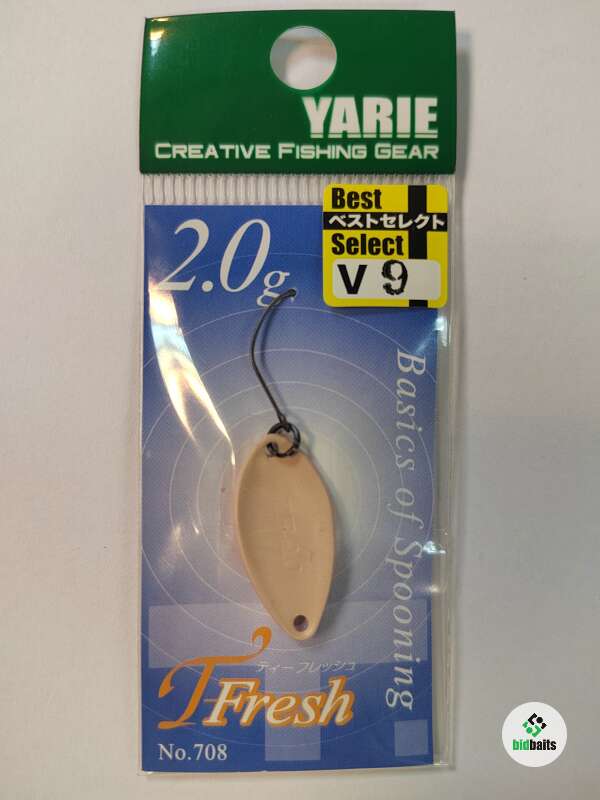 YARIE
CREATIVE FISHING GEAR
Best
ベストセレクト
Select
V 9
2.0g
Basics of Spooning
ティーフレッシュ
T Fresh
No.708
bidbaits